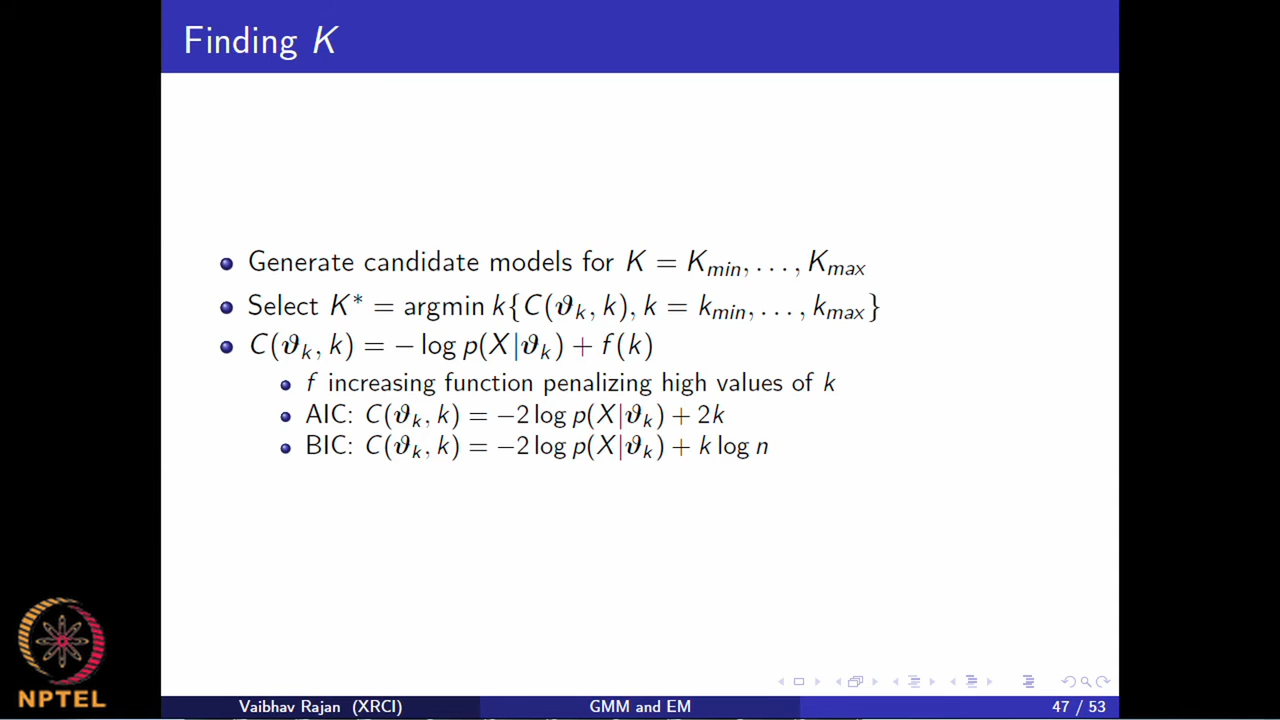 Finding K
Generate candidate models for K = K_min, . . . , K_max
Select K* = argmin k{C(ϑ_k, k), k = k_min, . . . , k_max}
C(ϑ_k, k) = − log p(X|ϑ_k) + f(k)
f increasing function penalizing high values of k
AIC: C(ϑ_k, k) = −2 log p(X|ϑ_k) + 2k
BIC: C(ϑ_k, k) = −2 log p(X|ϑ_k) + k log n
NPTEL
Vaibhav Rajan (XRCI) GMM and EM 47 / 53